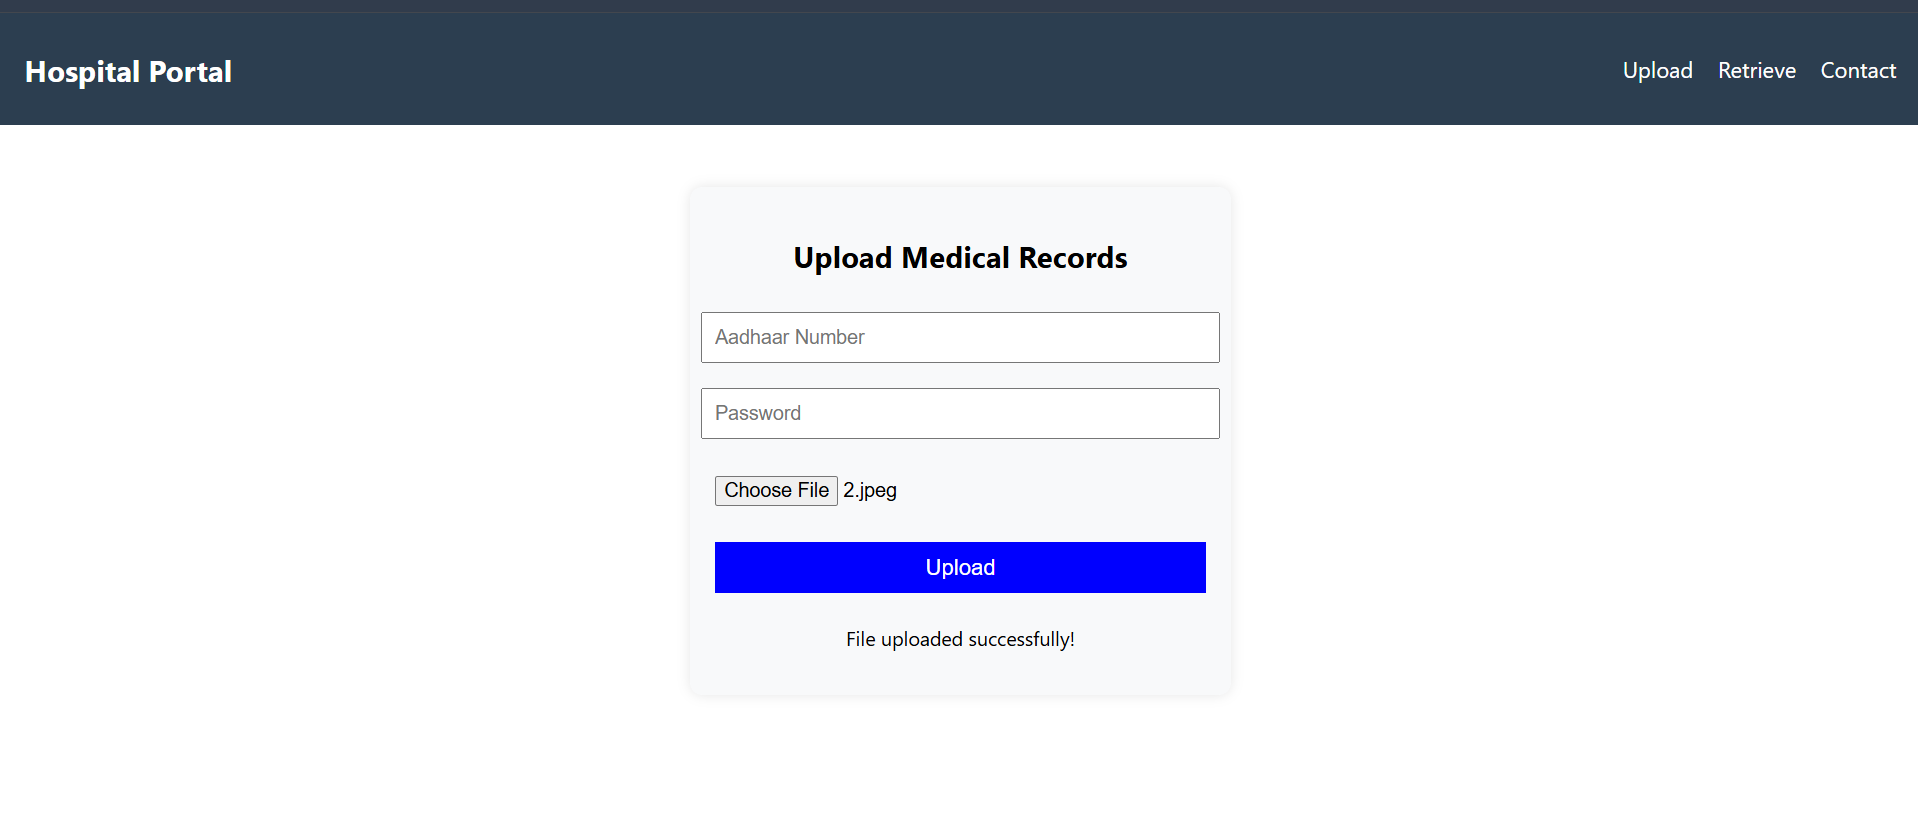 Hospital Portal
Upload Retrieve Contact
Upload Medical Records
Aadhaar Number
Password
Choose File 2.jpeg
Upload
File uploaded successfully!